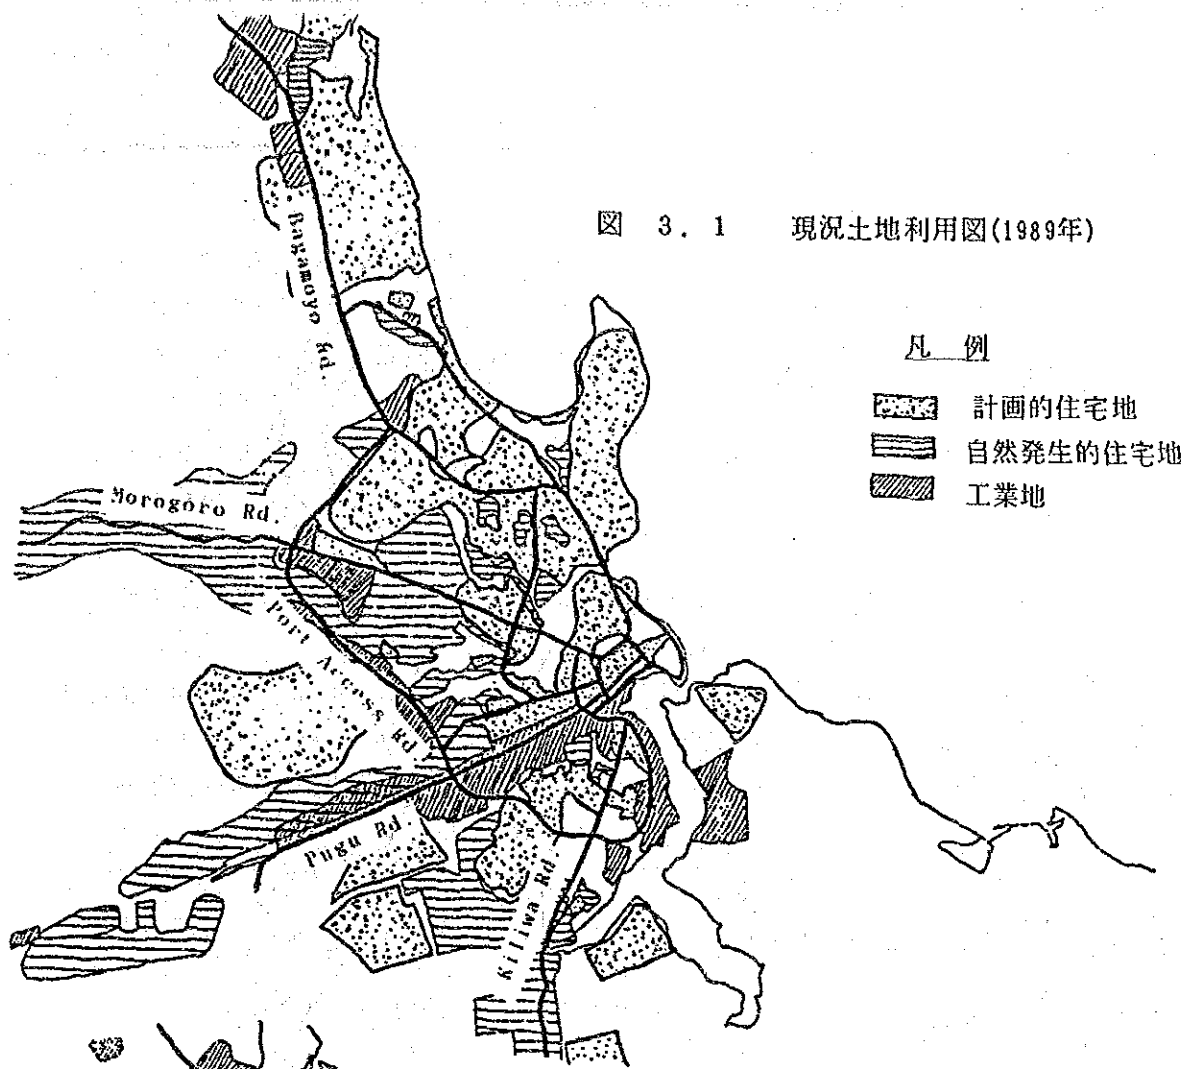 図 3.1 現況土地利用図(1989年)
凡 例
計画的住宅地
自然発生的住宅地
工業地
Bagamoyo Rd.
Morogoro Rd.
Port Access Rd
Pugu Rd
Kiliwa Rd